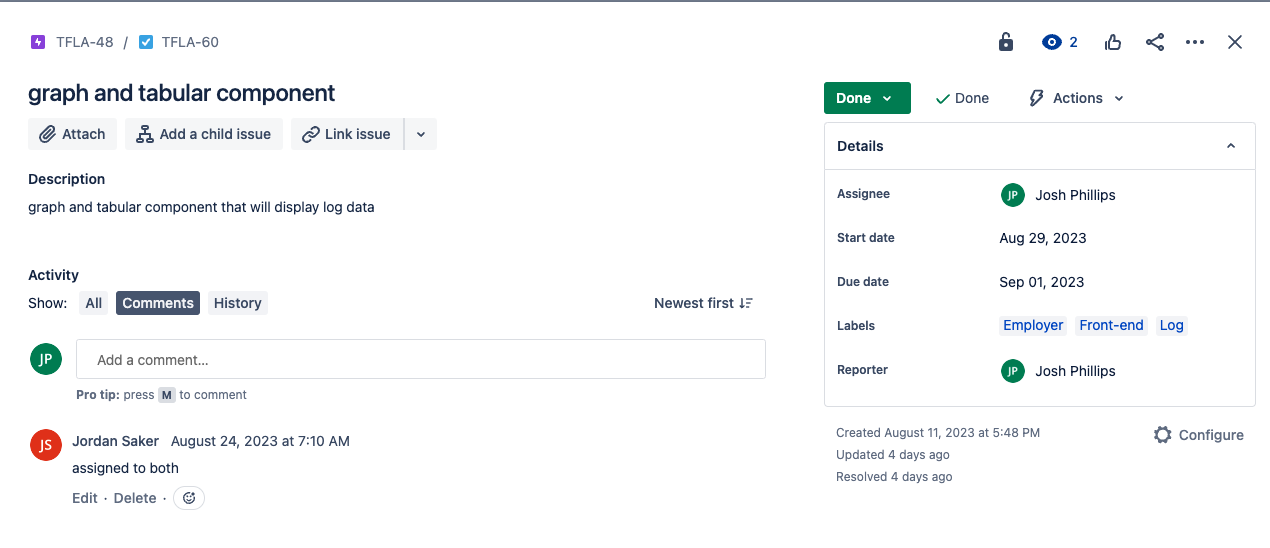 TFLA-48 / TFLA-60
2
graph and tabular component
Attach Add a child issue Link issue
Description
graph and tabular component that will display log data
Activity
Show: All Comments History Newest first
JP Add a comment...
Pro tip: press M to comment
JS Jordan Saker August 24, 2023 at 7:10 AM
assigned to both
Edit · Delete ·
Done Done Actions
Details
Assignee JP Josh Phillips
Start date Aug 29, 2023
Due date Sep 01, 2023
Labels Employer Front-end Log
Reporter JP Josh Phillips
Created August 11, 2023 at 5:48 PM Configure
Updated 4 days ago
Resolved 4 days ago